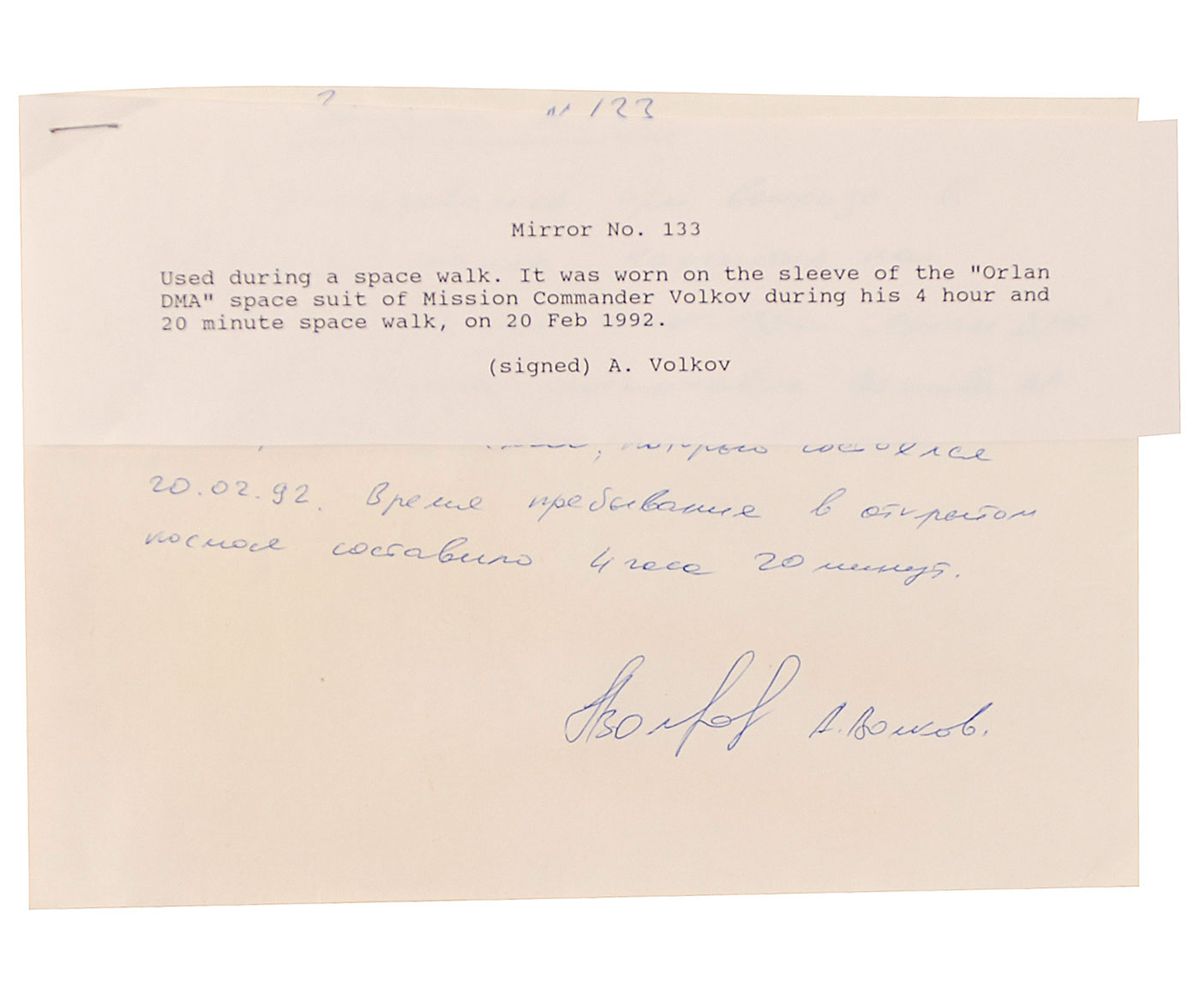 133
Mirror No. 133
Used during a space walk. It was worn on the sleeve of the "Orlan
DMA" space suit of Mission Commander Volkov during his 4 hour and
20 minute space walk, on 20 Feb 1992.
(signed) A. Volkov
20.02.92. Время пребывания в открытом
космосе составило 4 часа 20 минут.
А. Волков.